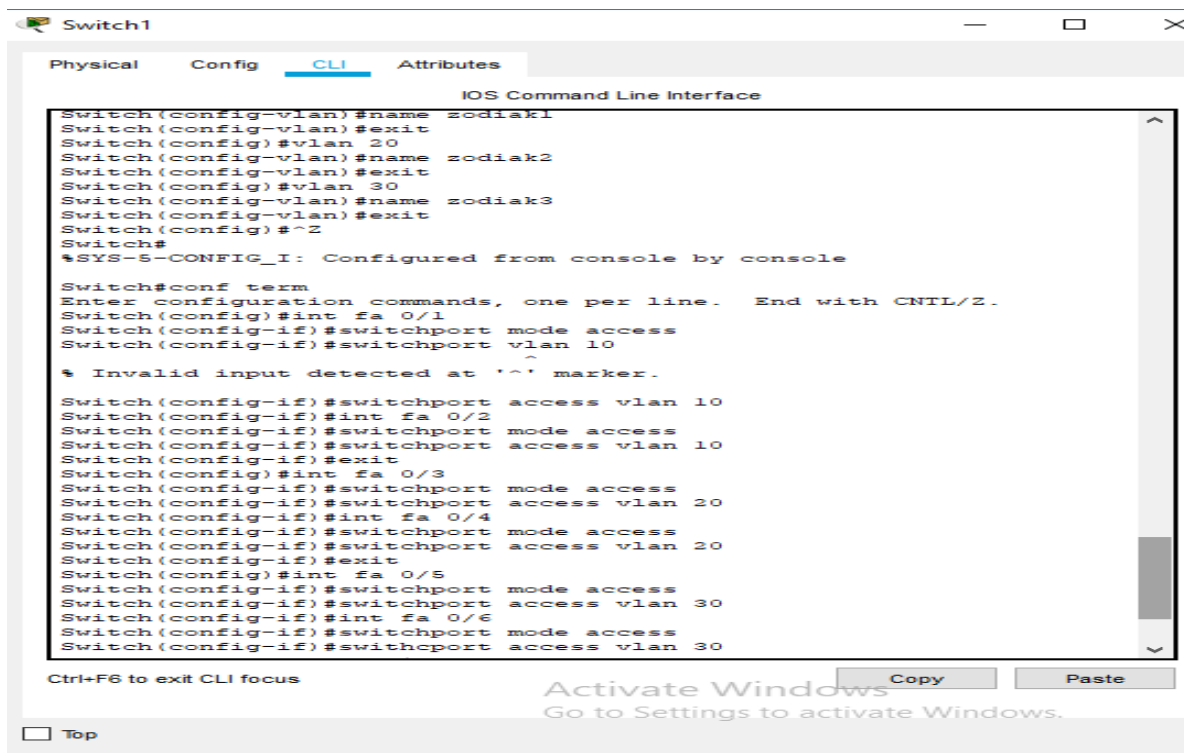 Switch1
Physical Config CLI Attributes
IOS Command Line Interface
Switch(config-vlan)#name zodiak1
Switch(config-vlan)#exit
Switch(config)#vlan 20
Switch(config-vlan)#name zodiak2
Switch(config-vlan)#exit
Switch(config)#vlan 30
Switch(config-vlan)#name zodiak3
Switch(config-vlan)#exit
Switch(config)#^Z
Switch#
%SYS-5-CONFIG_I: Configured from console by console
Switch#conf term
Enter configuration commands, one per line. End with CNTL/Z.
Switch(config)#int fa 0/1
Switch(config-if)#switchport mode access
Switch(config-if)#switchport vlan 10
^
% Invalid input detected at '^' marker.
Switch(config-if)#switchport access vlan 10
Switch(config-if)#int fa 0/2
Switch(config-if)#switchport mode access
Switch(config-if)#switchport access vlan 10
Switch(config-if)#exit
Switch(config)#int fa 0/3
Switch(config-if)#switchport mode access
Switch(config-if)#switchport access vlan 20
Switch(config-if)#int fa 0/4
Switch(config-if)#switchport mode access
Switch(config-if)#switchport access vlan 20
Switch(config-if)#exit
Switch(config)#int fa 0/5
Switch(config-if)#switchport mode access
Switch(config-if)#switchport access vlan 30
Switch(config-if)#int fa 0/6
Switch(config-if)#switchport mode access
Switch(config-if)#swithcport access vlan 30
Ctrl+F6 to exit CLI focus
Copy Paste
Activate Windows
Go to Settings to activate Windows.
Top